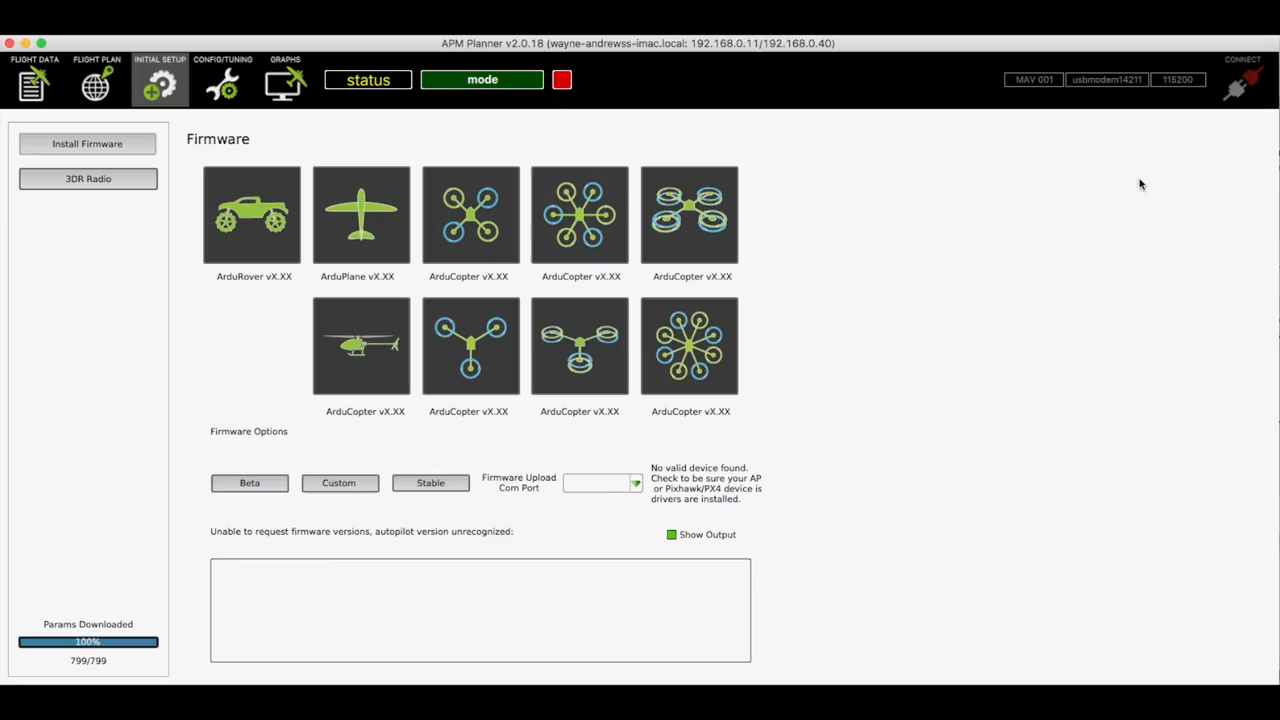 APM Planner v2.0.18 (wayne-andrewss-imac.local: 192.168.0.11/192.168.0.40)
FLIGHT DATA
FLIGHT PLAN
INITIAL SETUP
CONFIG/TUNING
GRAPHS
status
mode
MAV 001
usbmodem14211
115200
CONNECT
Install Firmware
3DR Radio
Firmware
ArduRover vX.XX
ArduPlane vX.XX
ArduCopter vX.XX
ArduCopter vX.XX
ArduCopter vX.XX
ArduCopter vX.XX
ArduCopter vX.XX
ArduCopter vX.XX
ArduCopter vX.XX
Firmware Options
Beta
Custom
Stable
Firmware Upload
Com Port
No valid device found.
Check to be sure your AP
or Pixhawk/PX4 device is
drivers are installed.
Unable to request firmware versions, autopilot version unrecognized:
Show Output
Params Downloaded
100%
799/799